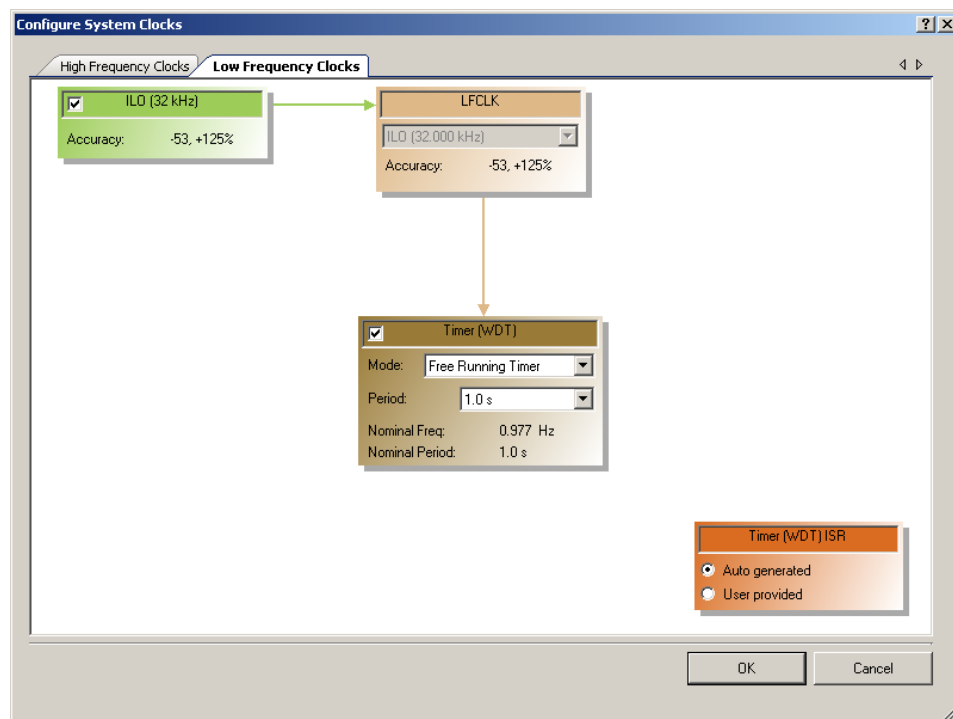 Configure System Clocks
High Frequency Clocks
Low Frequency Clocks
ILO (32 kHz)
Accuracy: -53, +125%
LFCLK
ILO (32.000 kHz)
Accuracy: -53, +125%
Timer (WDT)
Mode: Free Running Timer
Period: 1.0 s
Nominal Freq: 0.977 Hz
Nominal Period: 1.0 s
Timer (WDT) ISR
Auto generated
User provided
OK
Cancel